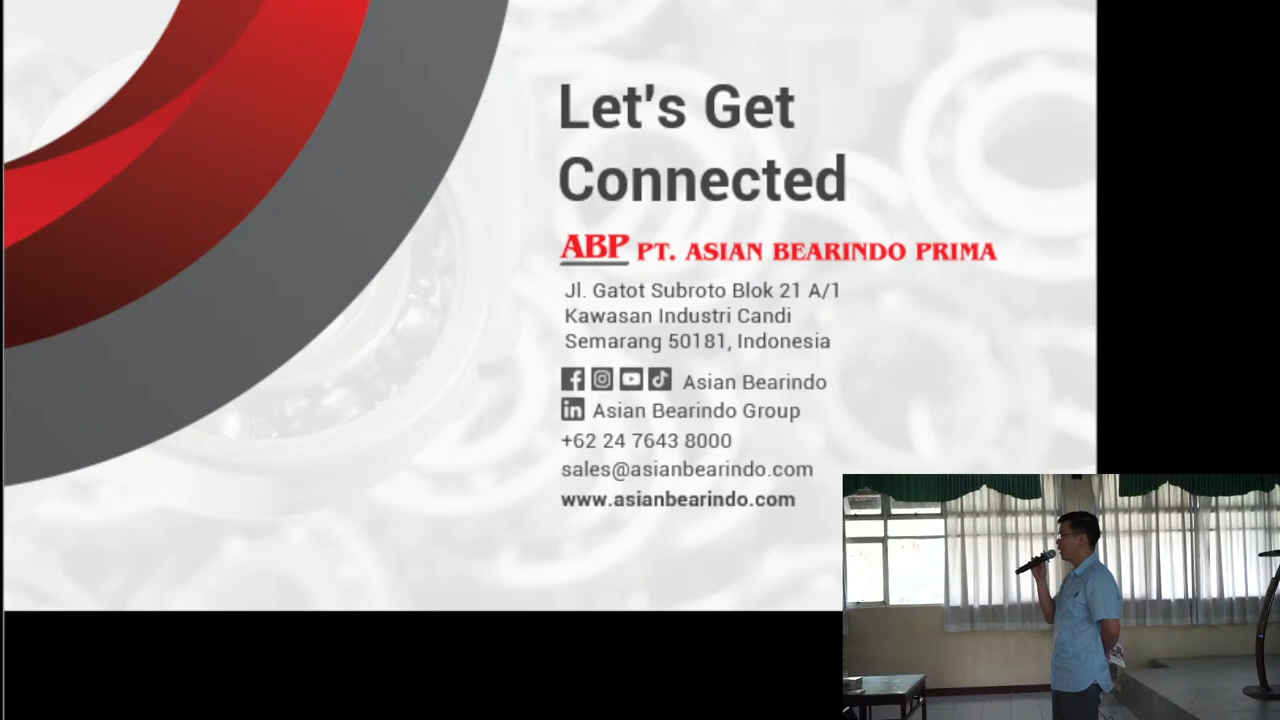 Let's Get
Connected
ABP PT. ASIAN BEARINDO PRIMA
Jl. Gatot Subroto Blok 21 A/1
Kawasan Industri Candi
Semarang 50181, Indonesia
Asian Bearindo
in Asian Bearindo Group
+62 24 7643 8000
sales@asianbearindo.com
www.asianbearindo.com